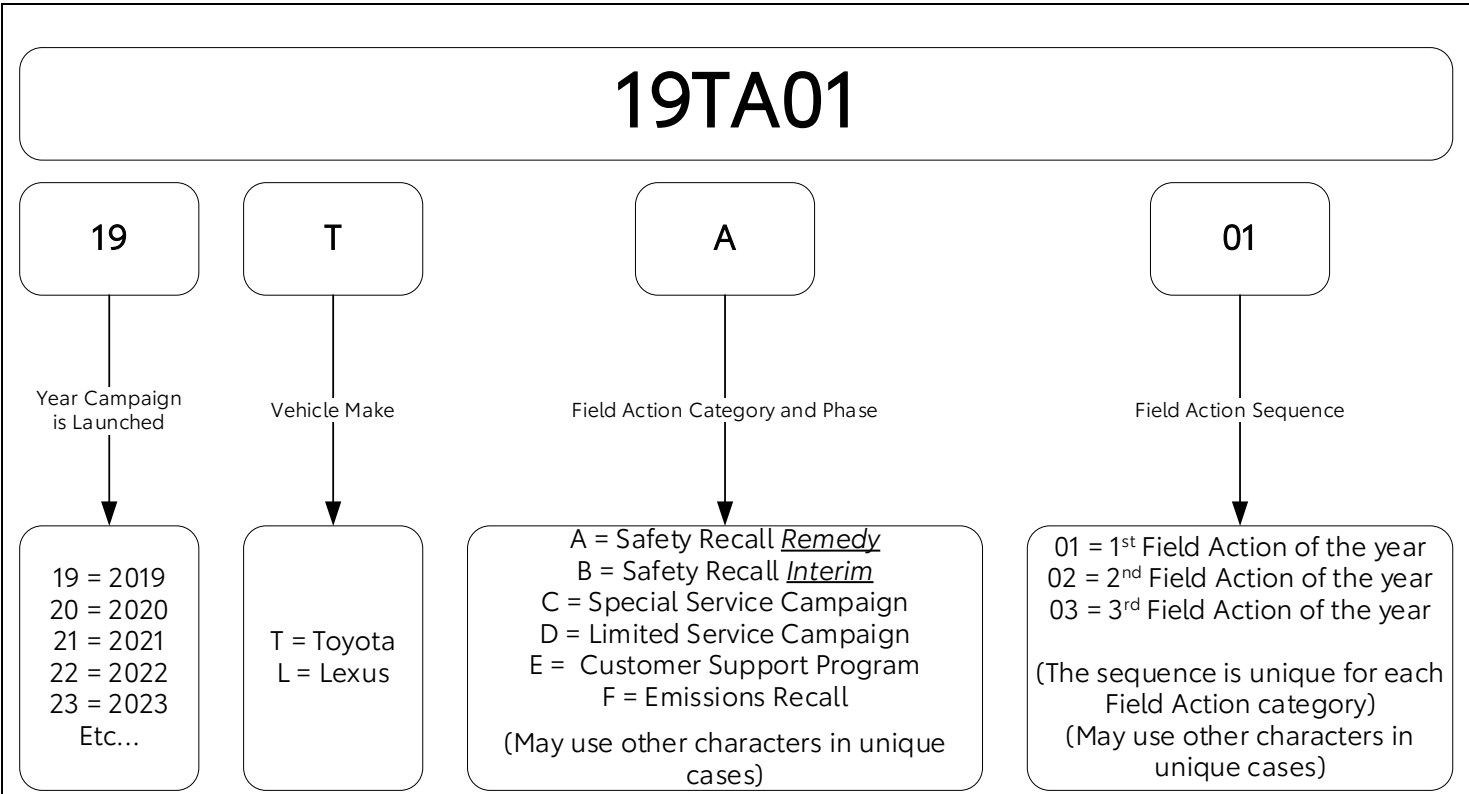 19TA01
19
T
A
01
Year Campaign
is Launched
Vehicle Make
Field Action Category and Phase
Field Action Sequence
19 = 2019
20 = 2020
21 = 2021
22 = 2022
23 = 2023
Etc...
T = Toyota
L = Lexus
A = Safety Recall Remedy
B = Safety Recall Interim
C = Special Service Campaign
D = Limited Service Campaign
E =  Customer Support Program
F = Emissions Recall
(May use other characters in unique
cases)
01 = 1st Field Action of the year
02 = 2nd Field Action of the year
03 = 3rd Field Action of the year
(The sequence is unique for each
Field Action category)
(May use other characters in
unique cases)